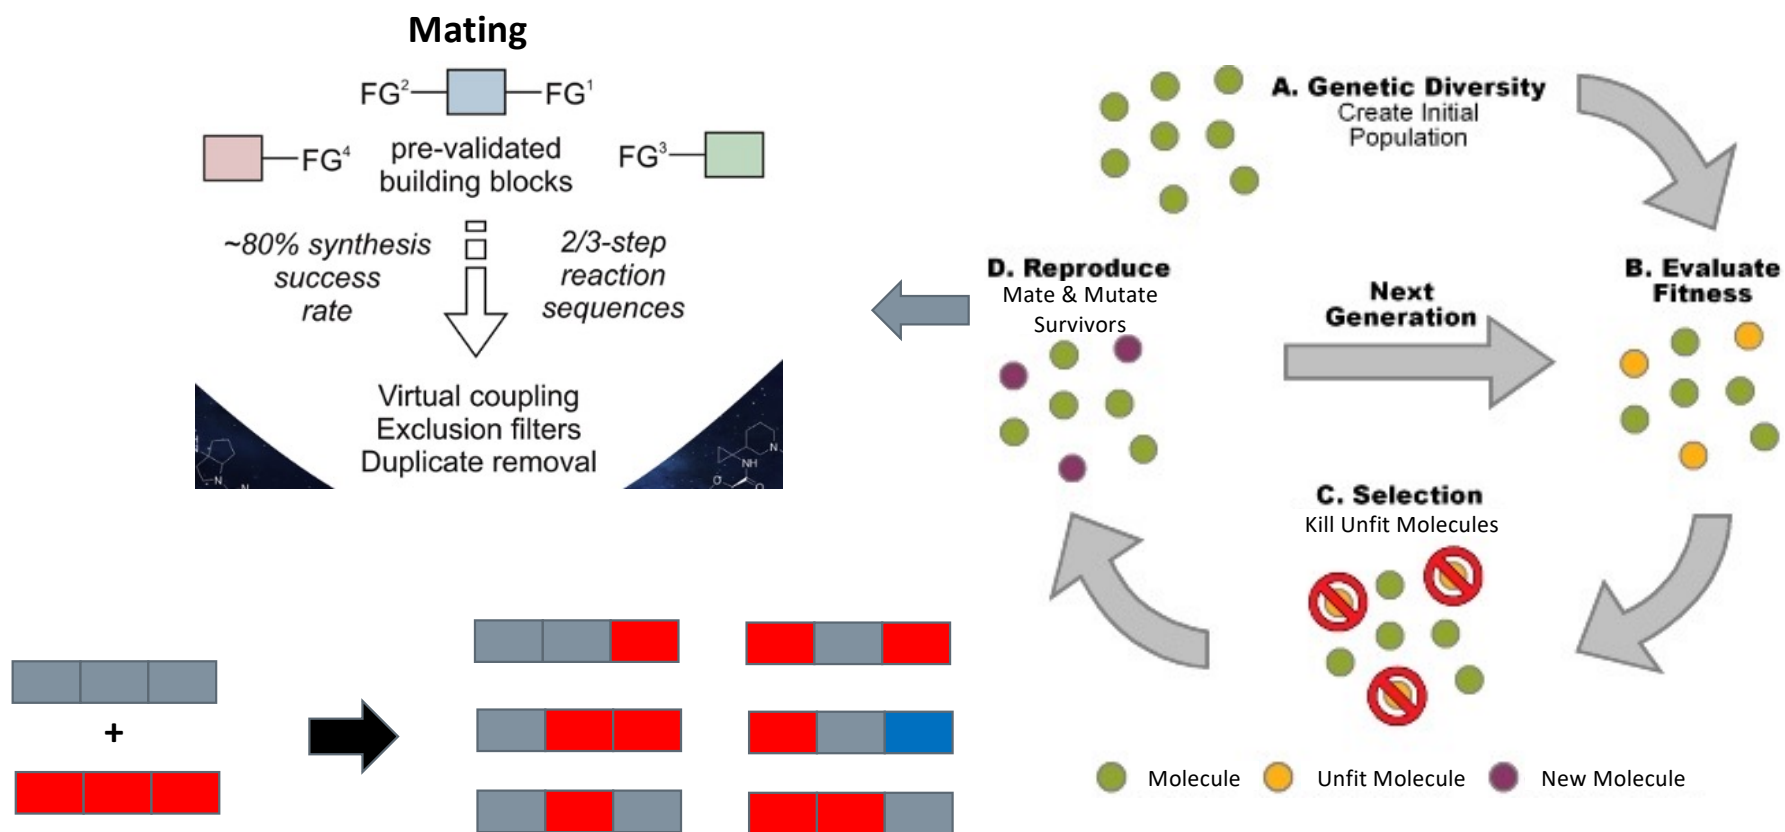 Mating
FG²
FG¹
FG⁴
pre-validated
building blocks
FG³
~80% synthesis
success
rate
2/3-step
reaction
sequences
Virtual coupling
Exclusion filters
Duplicate removal
N
N
N
NH
O
O
+
A. Genetic Diversity
Create Initial
Population
B. Evaluate
Fitness
Next
Generation
C. Selection
Kill Unfit Molecules
D. Reproduce
Mate & Mutate
Survivors
Molecule
Unfit Molecule
New Molecule